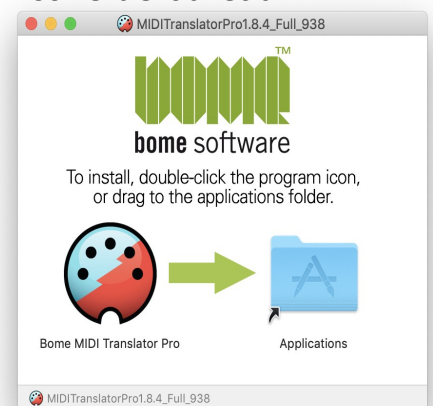 MIDITranslatorPro1.8.4_Full_938
bome
TM
bome software
To install, double-click the program icon,
or drag to the applications folder.
Bome MIDI Translator Pro
Applications
MIDITranslatorPro1.8.4_Full_938